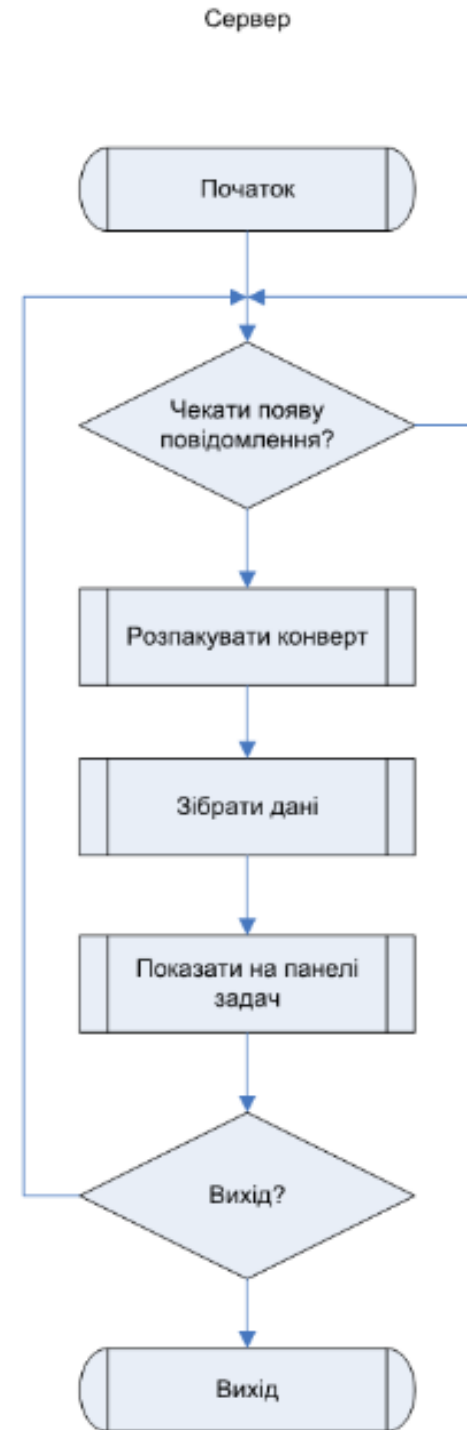 Сервер
Початок
Чекати появу
повідомлення?
Розпакувати конверт
Зібрати дані
Показати на панелі
задач
Вихід?
Вихід